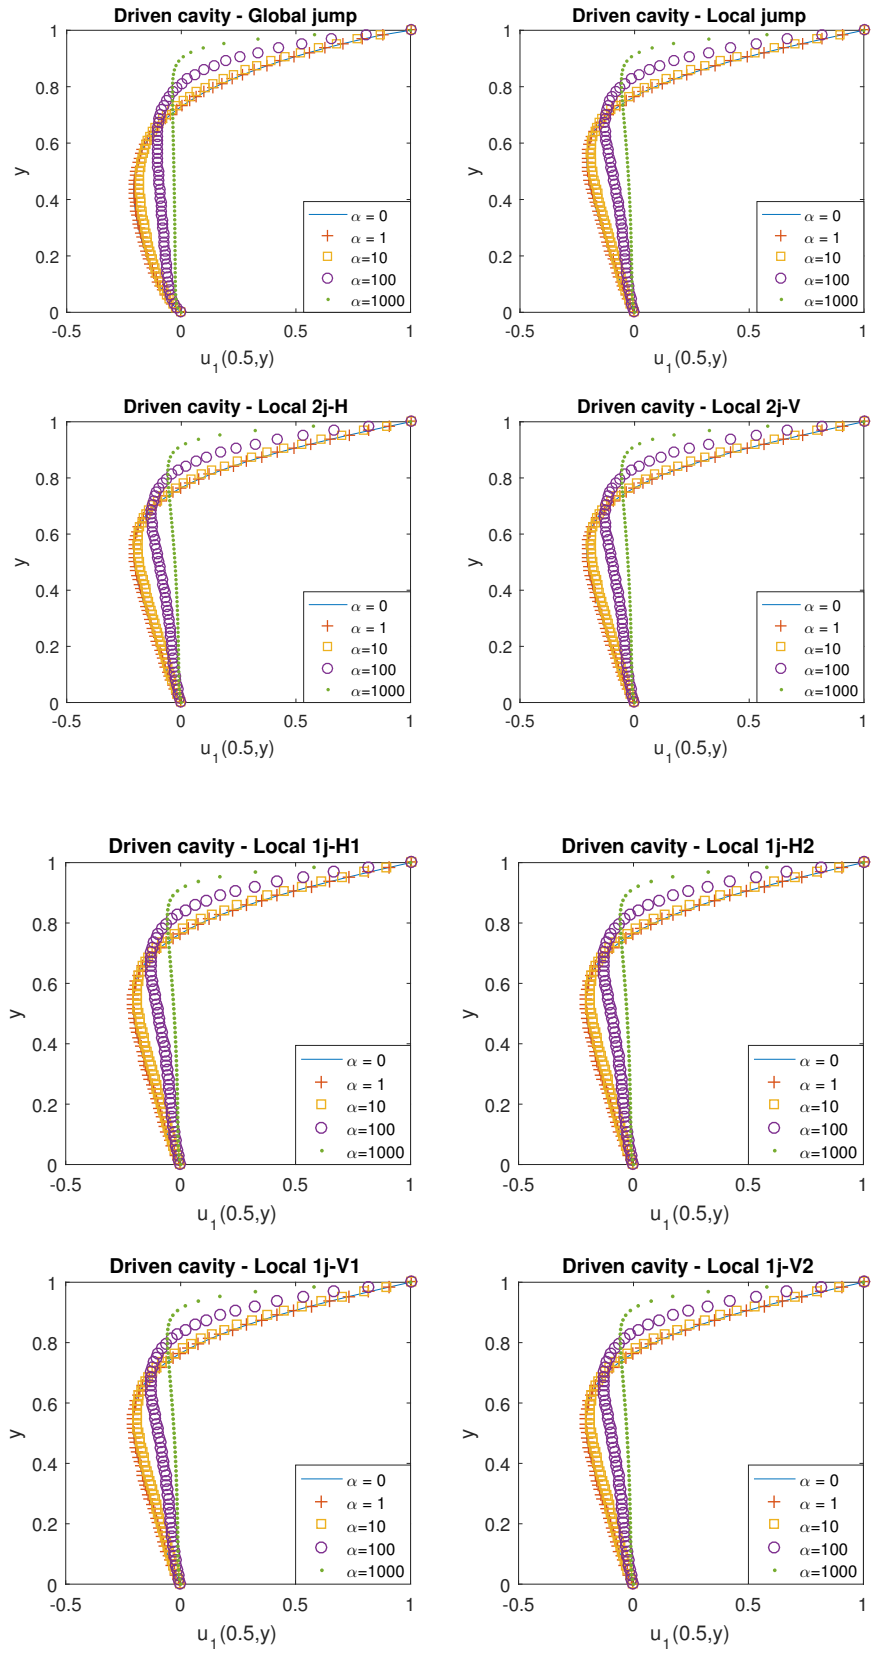 Driven cavity - Global jump
1
0.8
0.6
y
0.4
0.2
0
-0.5
0
0.5
1
u1(0.5,y)
α = 0
α = 1
α=10
α=100
α=1000
Driven cavity - Local jump
1
0.8
0.6
y
0.4
0.2
0
-0.5
0
0.5
1
u1(0.5,y)
α = 0
α = 1
α=10
α=100
α=1000
Driven cavity - Local 2j-H
1
0.8
0.6
y
0.4
0.2
0
-0.5
0
0.5
1
u1(0.5,y)
α = 0
α = 1
α=10
α=100
α=1000
Driven cavity - Local 2j-V
1
0.8
0.6
y
0.4
0.2
0
-0.5
0
0.5
1
u1(0.5,y)
α = 0
α = 1
α=10
α=100
α=1000
Driven cavity - Local 1j-H1
1
0.8
0.6
y
0.4
0.2
0
-0.5
0
0.5
1
u1(0.5,y)
α = 0
α = 1
α=10
α=100
α=1000
Driven cavity - Local 1j-H2
1
0.8
0.6
y
0.4
0.2
0
-0.5
0
0.5
1
u1(0.5,y)
α = 0
α = 1
α=10
α=100
α=1000
Driven cavity - Local 1j-V1
1
0.8
0.6
y
0.4
0.2
0
-0.5
0
0.5
1
u1(0.5,y)
α = 0
α = 1
α=10
α=100
α=1000
Driven cavity - Local 1j-V2
1
0.8
0.6
y
0.4
0.2
0
-0.5
0
0.5
1
u1(0.5,y)
α = 0
α = 1
α=10
α=100
α=1000